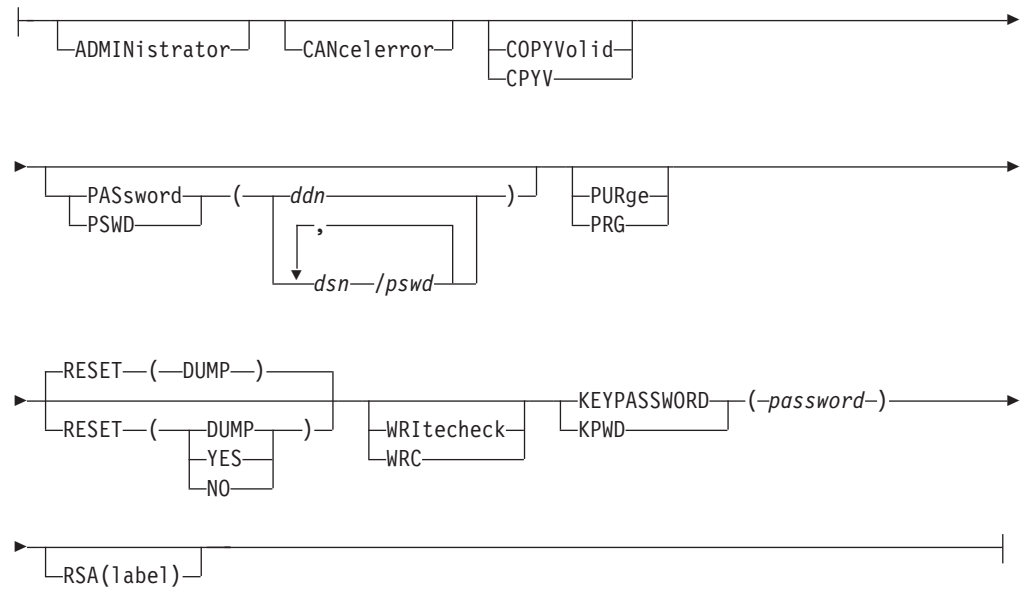 ADMINistrator CANcelerror COPYVolid
CPYV
PASsword ( ddn ) PURge
PSWD PRG
,
dsn /pswd
RESET ( DUMP )
RESET ( DUMP ) WRItecheck KEYPASSWORD ( password )
YES WRC KPWD
NO
RSA(label)